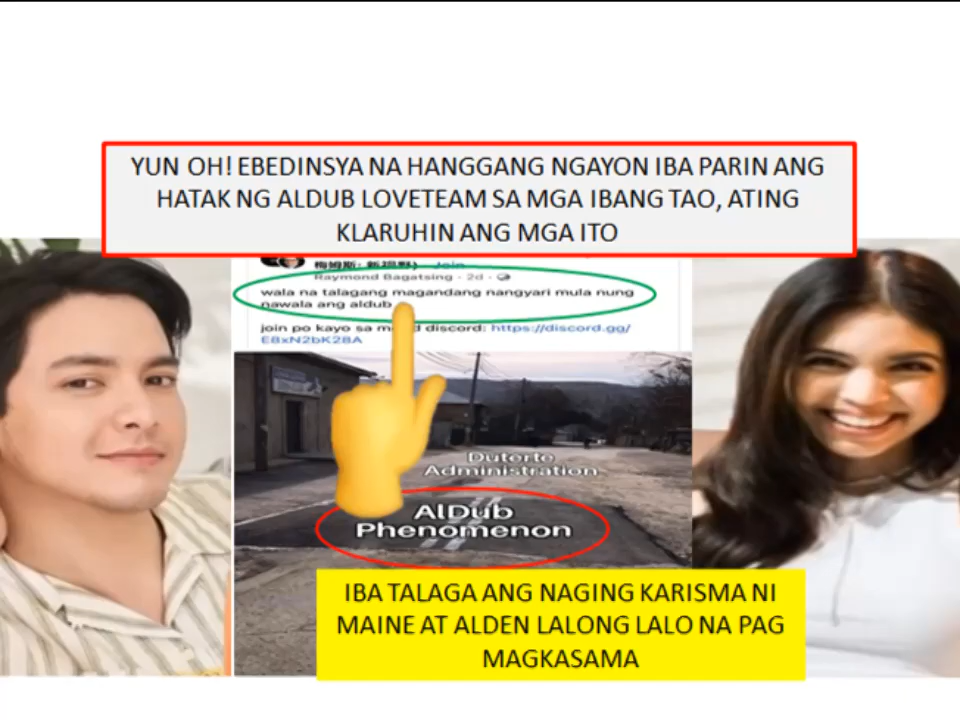 YUN OH! EBEDINSYA NA HANGGANG NGAYON IBA PARIN ANG
HATAK NG ALDUB LOVETEAM SA MGA IBANG TAO, ATING
KLARUHIN ANG MGA ITO
Join
Raymond Bagatsing · 2d ·
wala na talagang magandang nangyari mula nung
nawala ang aldub
join po kayo sa discord: https://discord.gg/
E8xN2bK28A
Duterte
Administration
AlDub
Phenomenon
IBA TALAGA ANG NAGING KARISMA NI
MAINE AT ALDEN LALONG LALO NA PAG
MAGKASAMA